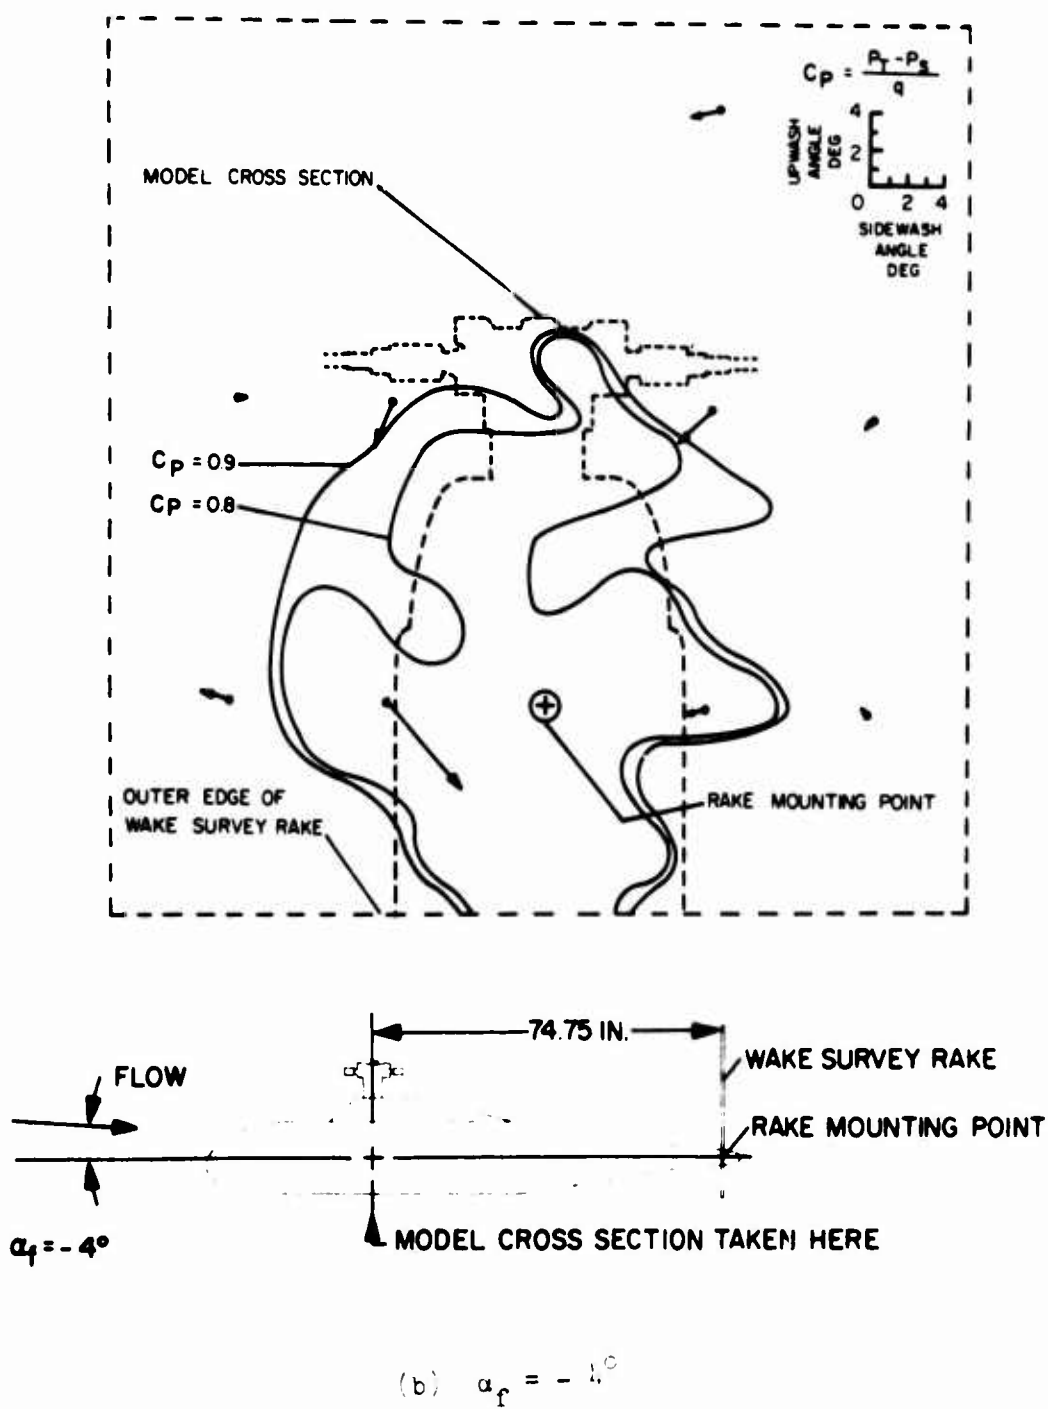 Cp = PT - PS / q
UPWASH ANGLE DEG
4
2
0 2 4
SIDEWASH
ANGLE
DEG
MODEL CROSS SECTION
Cp = 0.9
Cp = 0.8
OUTER EDGE OF
WAKE SURVEY RAKE
RAKE MOUNTING POINT
74.75 IN.
WAKE SURVEY RAKE
FLOW
RAKE MOUNTING POINT
αf = - 4°
MODEL CROSS SECTION TAKEN HERE
(b) αf = - 4°